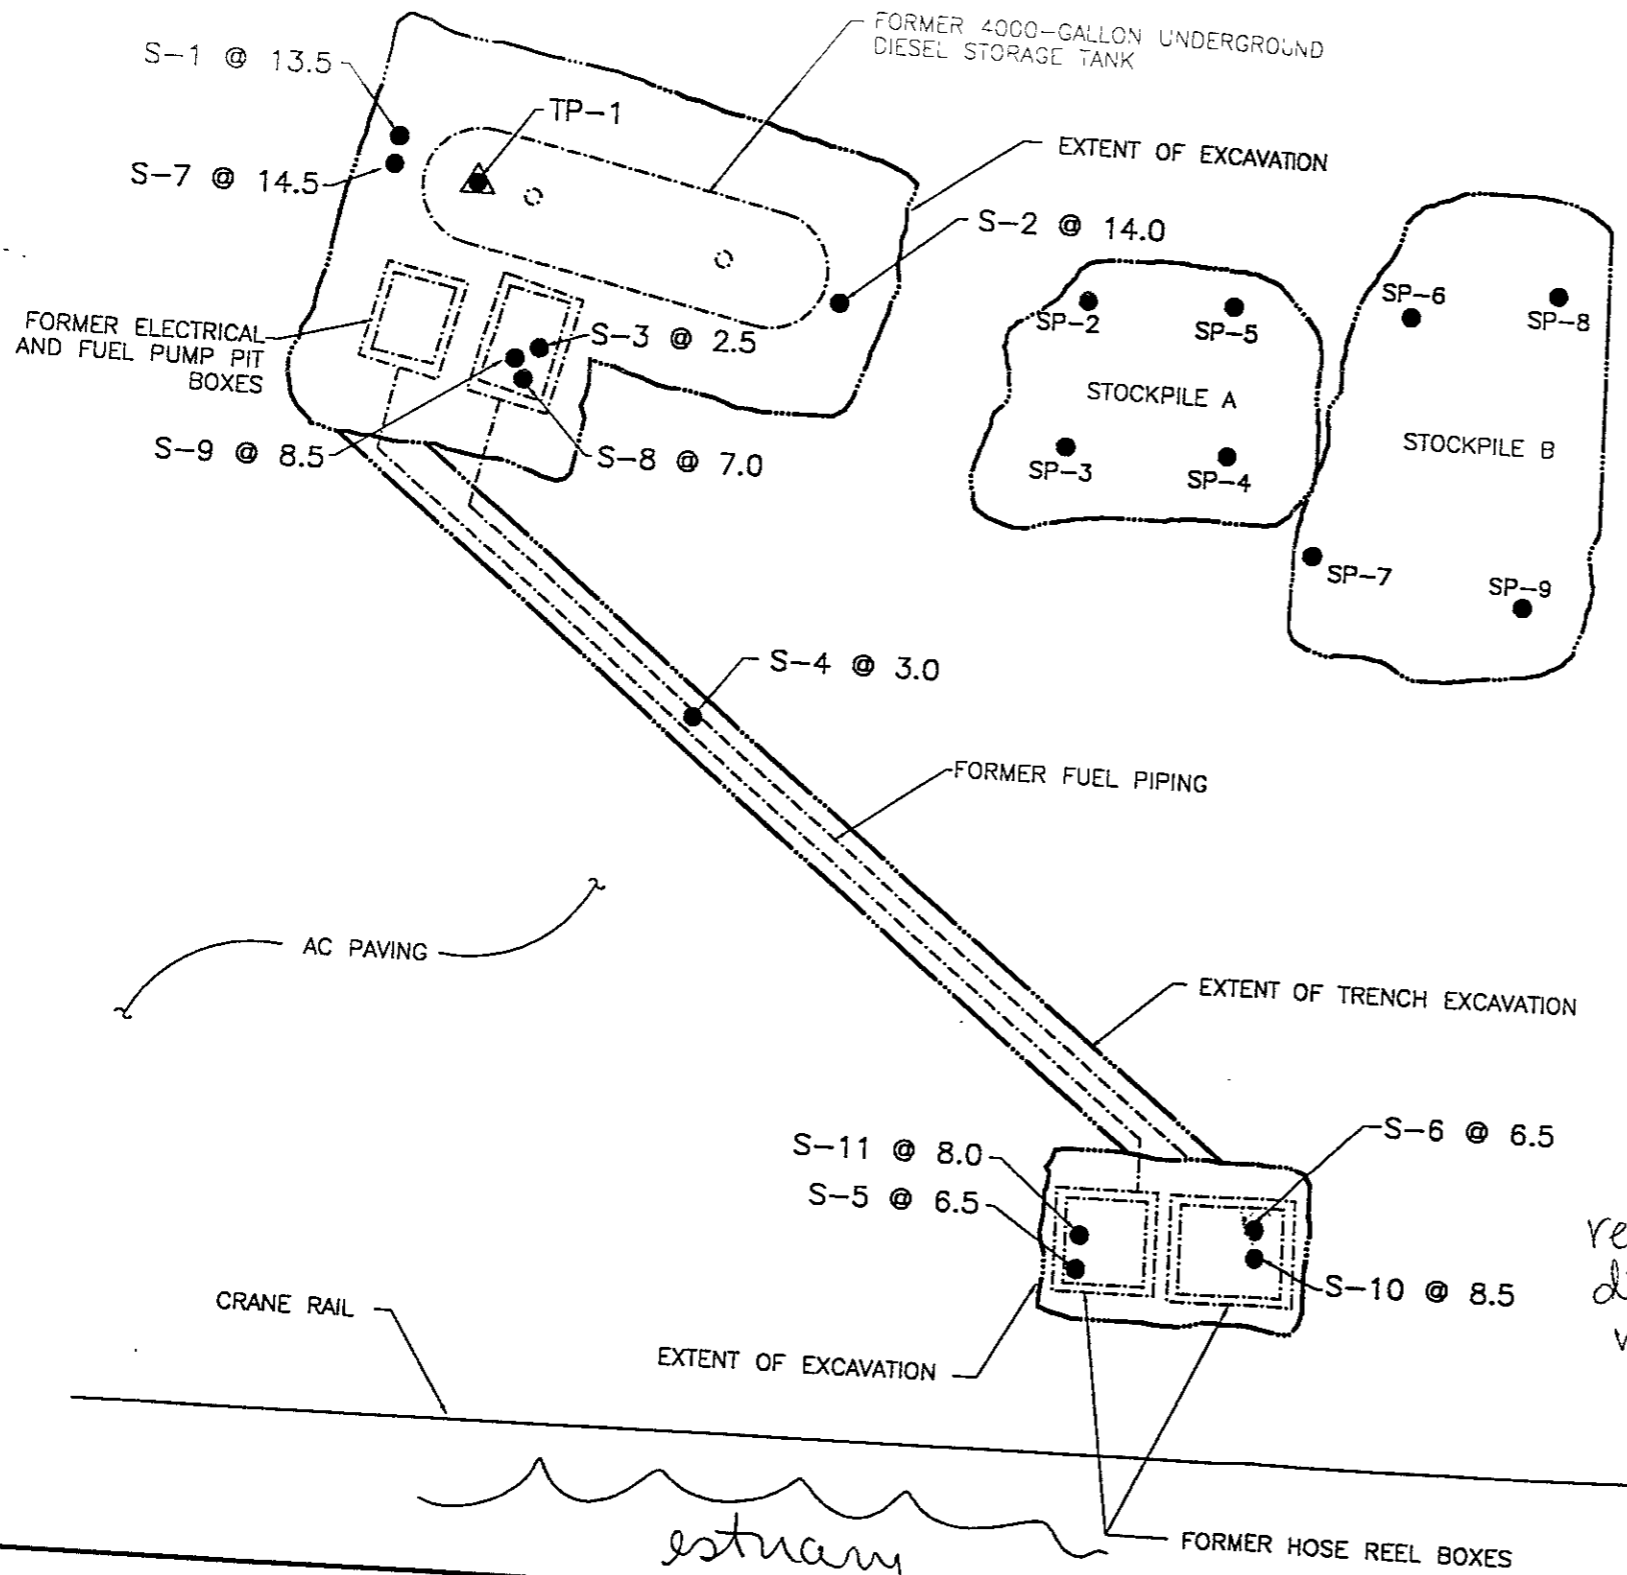 FORMER 4000-GALLON UNDERGROUND
DIESEL STORAGE TANK
S-1 @ 13.5
TP-1
EXTENT OF EXCAVATION
S-7 @ 14.5
S-2 @ 14.0
SP-6
SP-8
SP-2
SP-5
FORMER ELECTRICAL
AND FUEL PUMP PIT
BOXES
S-3 @ 2.5
STOCKPILE A
STOCKPILE B
S-9 @ 8.5
S-8 @ 7.0
SP-3
SP-4
SP-7
SP-9
S-4 @ 3.0
FORMER FUEL PIPING
AC PAVING
EXTENT OF TRENCH EXCAVATION
S-11 @ 8.0
S-6 @ 6.5
S-5 @ 6.5
S-10 @ 8.5
CRANE RAIL
EXTENT OF EXCAVATION
estuary
FORMER HOSE REEL BOXES